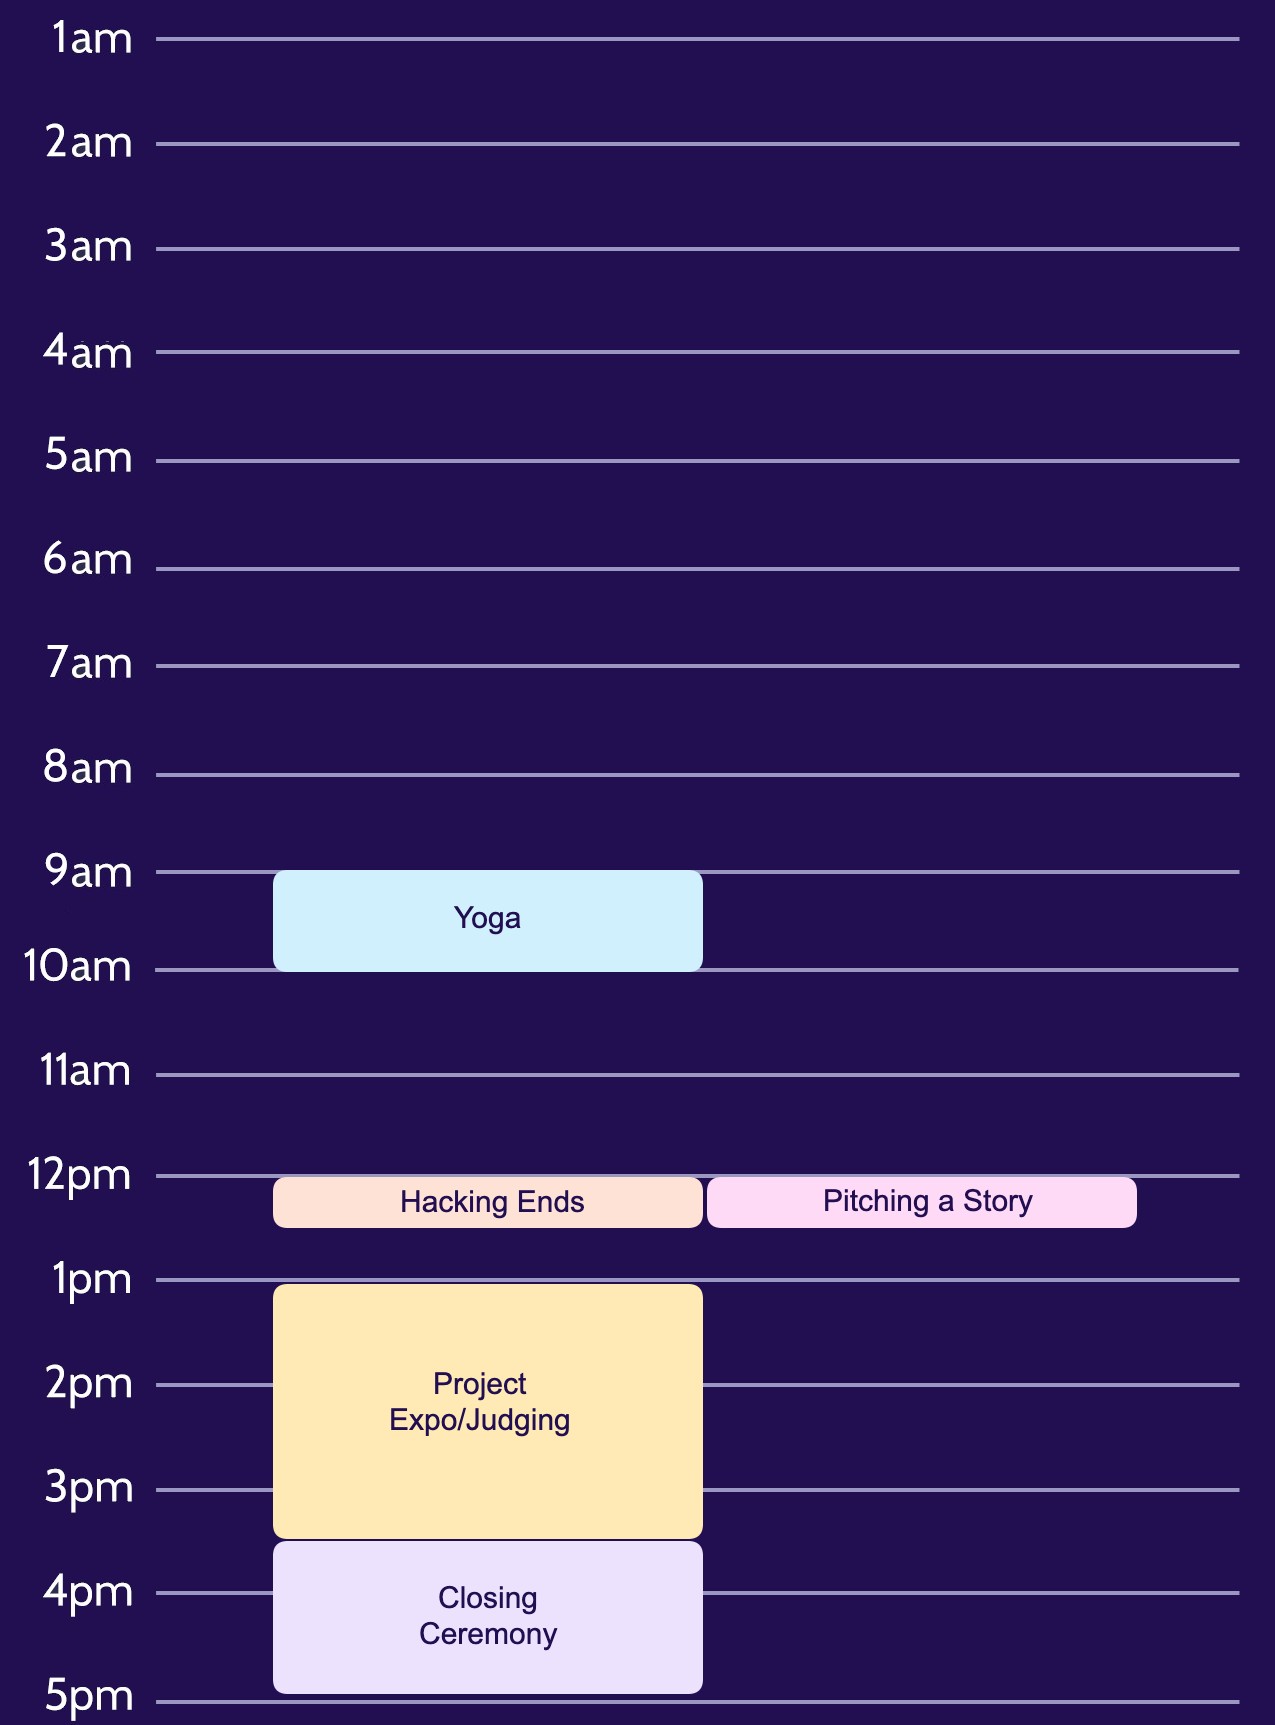 1am
2am
3am
4am
5am
6am
7am
8am
9am
Yoga
10am
11am
12pm
Hacking Ends
Pitching a Story
1pm
2pm
Project
Expo/Judging
3pm
4pm
Closing
Ceremony
5pm